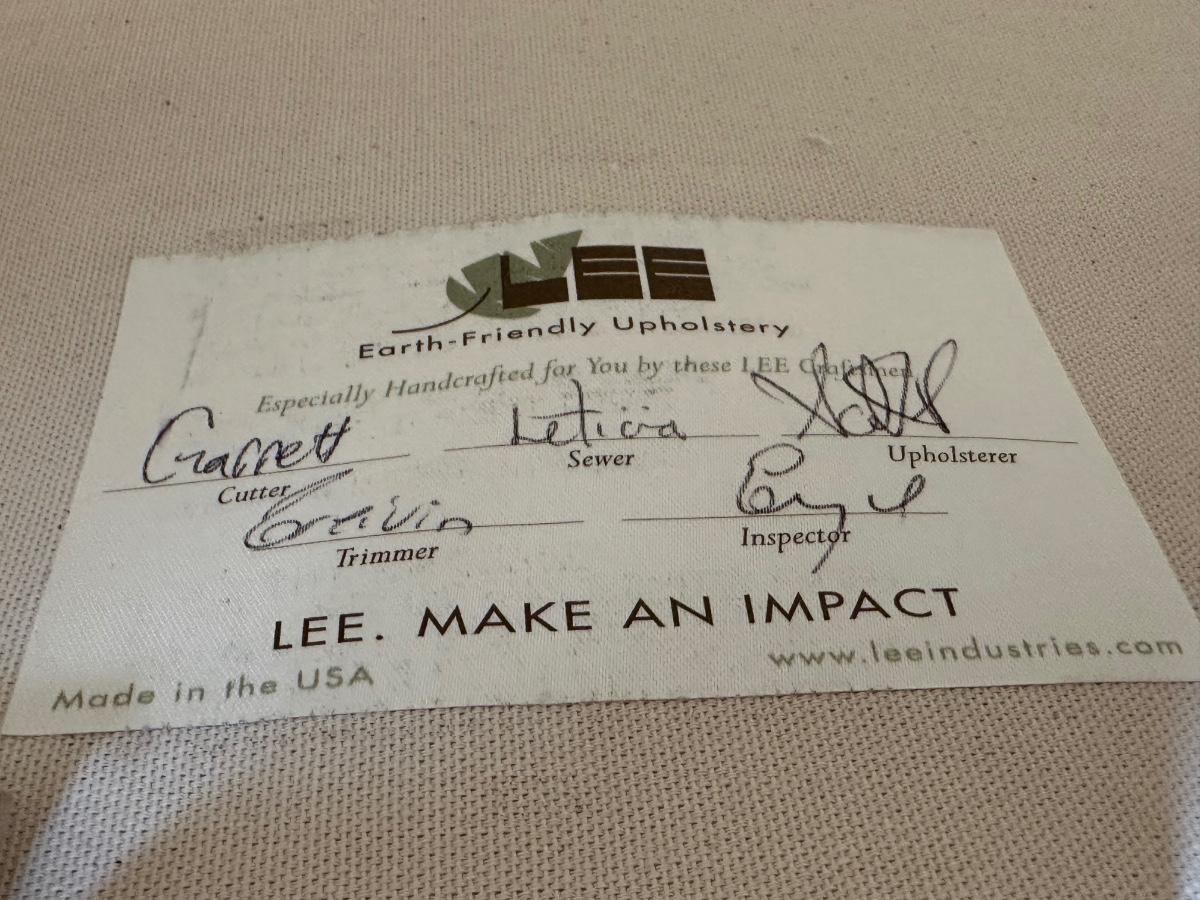 LEE
Earth-Friendly Upholstery
Especially Handcrafted for You by these LEE Craftsmen
Garrett Leticia
Cutter Sewer Upholsterer
Trimmer Inspector
LEE. MAKE AN IMPACT
Made in the USA www.leeindustries.com